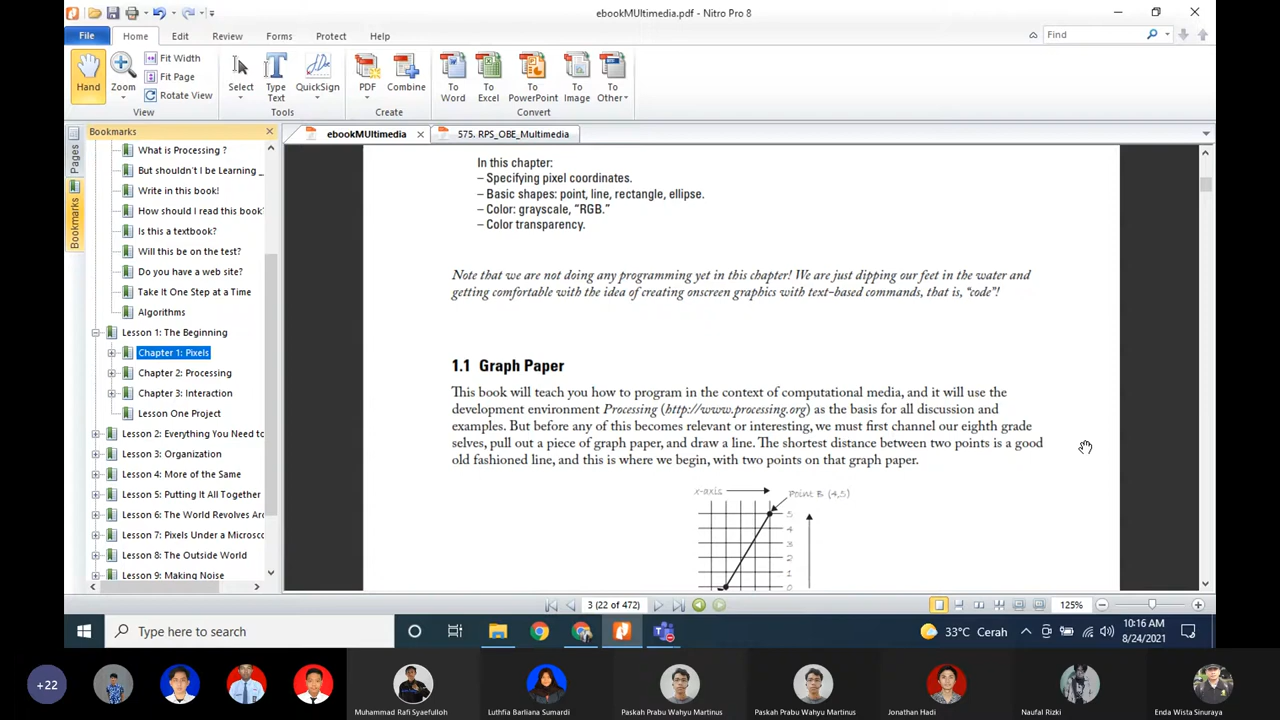 ebookMUltimedia.pdf - Nitro Pro 8
File Home Edit Review Forms Protect Help Find
Hand Zoom Fit Width Fit Page Rotate View
View
Select Type Text QuickSign
Tools
PDF Combine
Create
To Word To Excel To PowerPoint To Image To Other
Convert
Bookmarks
ebookMUltimedia 575. RPS_OBE_Multimedia
Pages
Bookmarks
What is Processing ?
But shouldn't I be Learning
Write in this book!
How should I read this book?
Is this a textbook?
Will this be on the test?
Do you have a web site?
Take It One Step at a Time
Algorithms
Lesson 1: The Beginning
Chapter 1: Pixels
Chapter 2: Processing
Chapter 3: Interaction
Lesson One Project
Lesson 2: Everything You Need to
Lesson 3: Organization
Lesson 4: More of the Same
Lesson 5: Putting It All Together
Lesson 6: The World Revolves Arc
Lesson 7: Pixels Under a Microsco
Lesson 8: The Outside World
Lesson 9: Making Noise
In this chapter:
– Specifying pixel coordinates.
– Basic shapes: point, line, rectangle, ellipse.
– Color: grayscale, “RGB.”
– Color transparency.
Note that we are not doing any programming yet in this chapter! We are just dipping our feet in the water and
getting comfortable with the idea of creating onscreen graphics with text-based commands, that is, “code”!
1.1 Graph Paper
This book will teach you how to program in the context of computational media, and it will use the
development environment Processing (http://www.processing.org) as the basis for all discussion and
examples. But before any of this becomes relevant or interesting, we must first channel our eighth grade
selves, pull out a piece of graph paper, and draw a line. The shortest distance between two points is a good
old fashioned line, and this is where we begin, with two points on that graph paper.
x-axis
Point B (4,5)
5
4
3
2
1
0
3 (22 of 472)
125%
Type here to search
33°C Cerah
10:16 AM
8/24/2021
+22
Muhammad Rafi Syaefulloh
Luthfia Barliana Sumardi
Paskah Prabu Wahyu Martinus
Paskah Prabu Wahyu Martinus
Jonathan Hadi
Naufal Rizki
Enda Wista Sinuraya